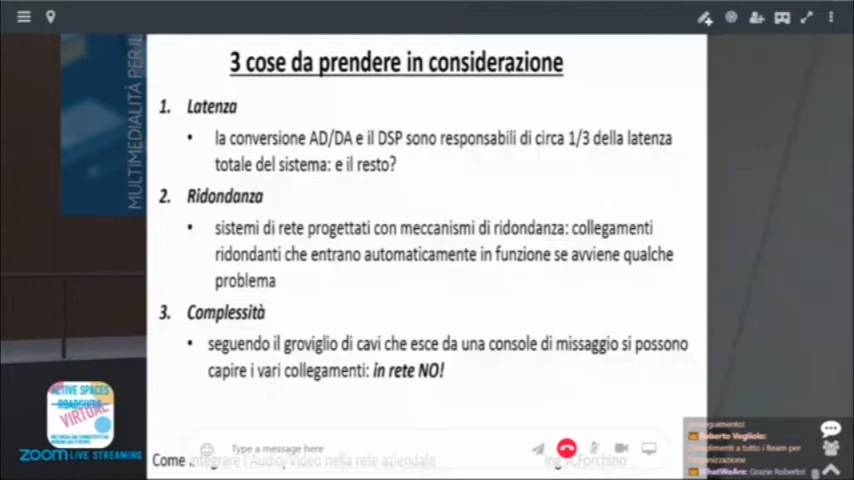 MULTIMEDIALITÀ PER IL
3 cose da prendere in considerazione
1. Latenza
• la conversione AD/DA e il DSP sono responsabili di circa 1/3 della latenza
totale del sistema: e il resto?
2. Ridondanza
• sistemi di rete progettati con meccanismi di ridondanza: collegamenti
ridondanti che entrano automaticamente in funzione se avviene qualche
problema
3. Complessità
• seguendo il groviglio di cavi che esce da una console di missaggio si possono
capire i vari collegamenti: in rete NO!
ACTIVE SPACES
VIRTUAL
zoom LIVE STREAMING
Type a message here
Come integrare l'Audio/Video nella rete aziendale
Ing A.Forchino
Roberto Vogliolo:
complimenti a tutto i
WhatWeAre: Grazie Roberto!